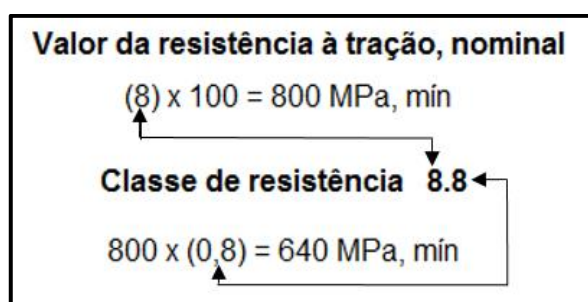 Valor da resistência à tração, nominal
(8) x 100 = 800 MPa, mín
Classe de resistência 8.8
800 x (0,8) = 640 MPa, mín